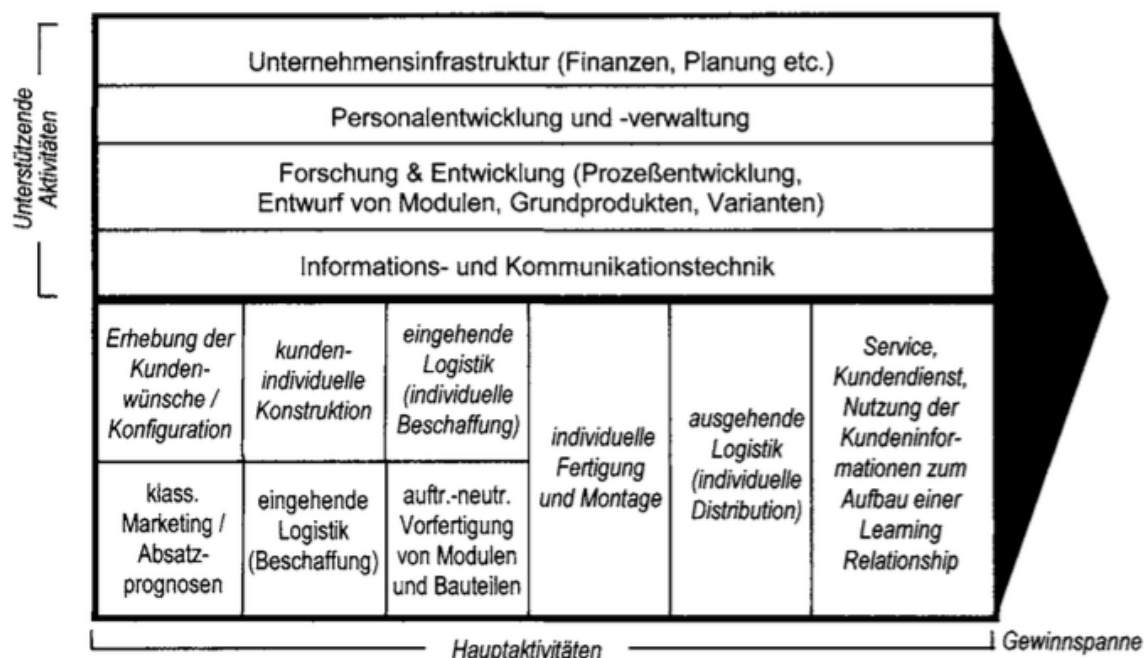 Unterstützende
Aktivitäten
Unternehmensinfrastruktur (Finanzen, Planung etc.)
Personalentwicklung und -verwaltung
Forschung & Entwicklung (Prozeßentwicklung,
Entwurf von Modulen, Grundprodukten, Varianten)
Informations- und Kommunikationstechnik
Erhebung der
Kunden-
wünsche /
Konfiguration
kunden-
individuelle
Konstruktion
eingehende
Logistik
(individuelle
Beschaffung)
klass.
Marketing /
Absatz-
prognosen
eingehende
Logistik
(Beschaffung)
auftr.-neutr.
Vorfertigung
von Modulen
und Bauteilen
individuelle
Fertigung
und Montage
ausgehende
Logistik
(individuelle
Distribution)
Service,
Kundendienst,
Nutzung der
Kundeninfor-
mationen zum
Aufbau einer
Learning
Relationship
Hauptaktivitäten
Gewinnspanne